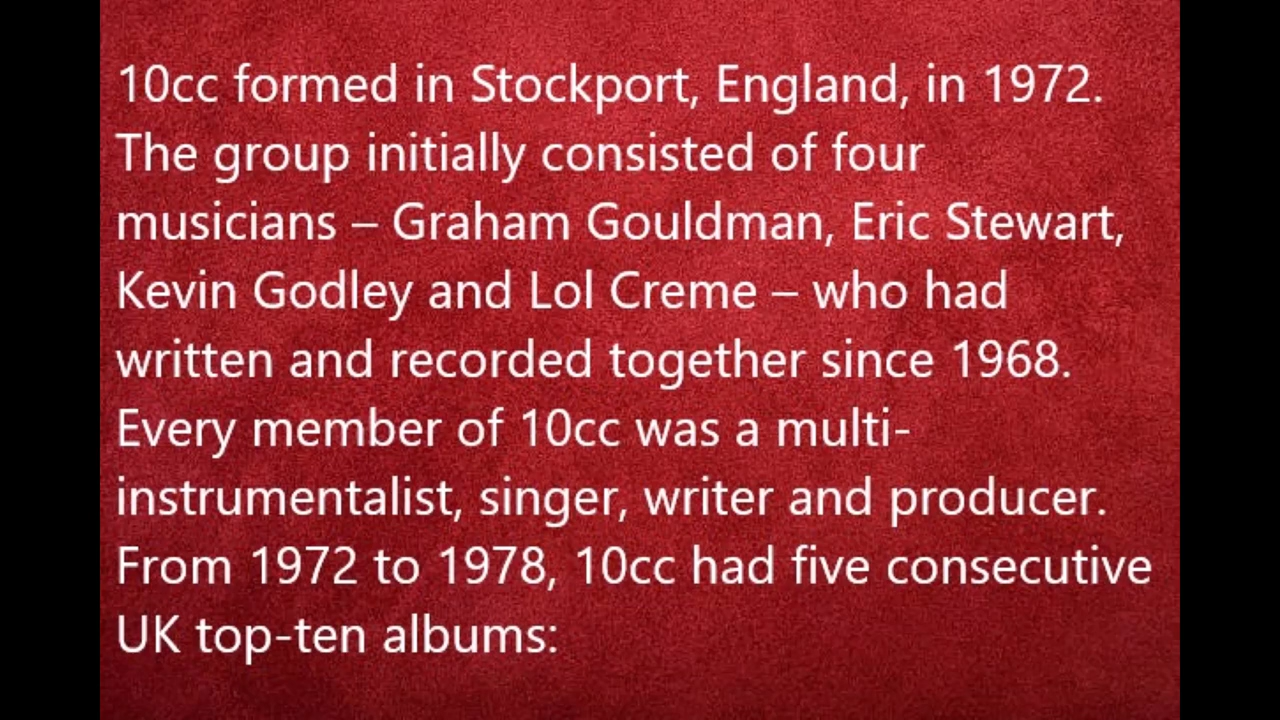 10cc formed in Stockport, England, in 1972.
The group initially consisted of four
musicians – Graham Gouldman, Eric Stewart,
Kevin Godley and Lol Creme – who had
written and recorded together since 1968.
Every member of 10cc was a multi-
instrumentalist, singer, writer and producer.
From 1972 to 1978, 10cc had five consecutive
UK top-ten albums: